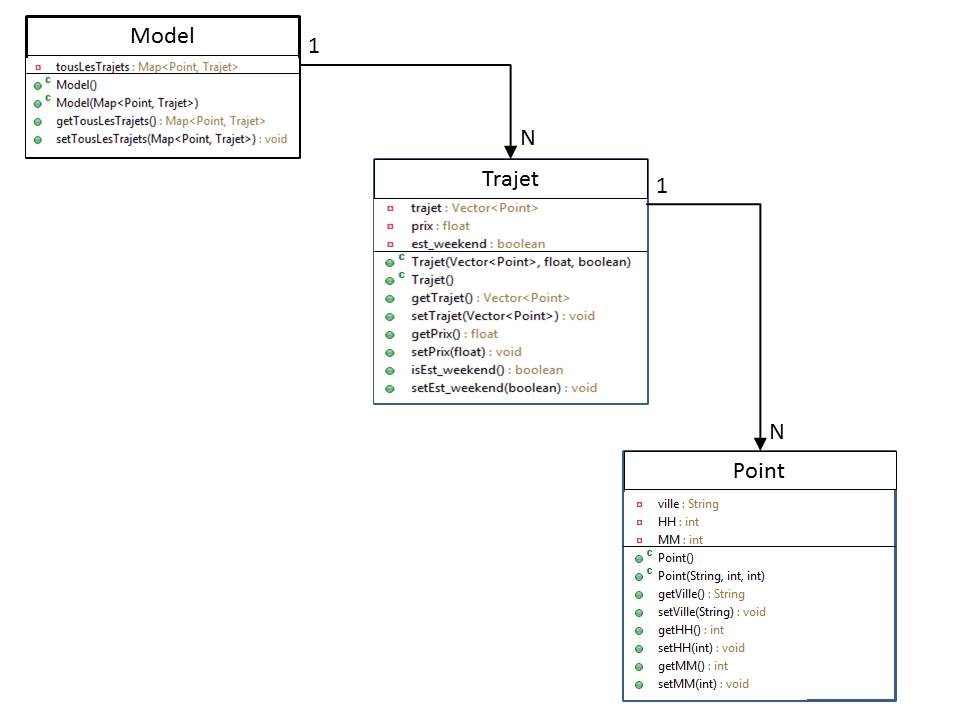 Model
1
tousLesTrajets : Map<Point, Trajet>
c Model()
c Model(Map<Point, Trajet>)
getTousLesTrajets() : Map<Point, Trajet>
setTousLesTrajets(Map<Point, Trajet>) : void
N
Trajet
1
trajet : Vector<Point>
prix : float
est_weekend : boolean
c Trajet(Vector<Point>, float, boolean)
c Trajet()
getTrajet() : Vector<Point>
setTrajet(Vector<Point>) : void
getPrix() : float
setPrix(float) : void
isEst_weekend() : boolean
setEst_weekend(boolean) : void
N
Point
ville : String
HH : int
MM : int
c Point()
c Point(String, int, int)
getVille() : String
setVille(String) : void
getHH() : int
setHH(int) : void
getMM() : int
setMM(int) : void